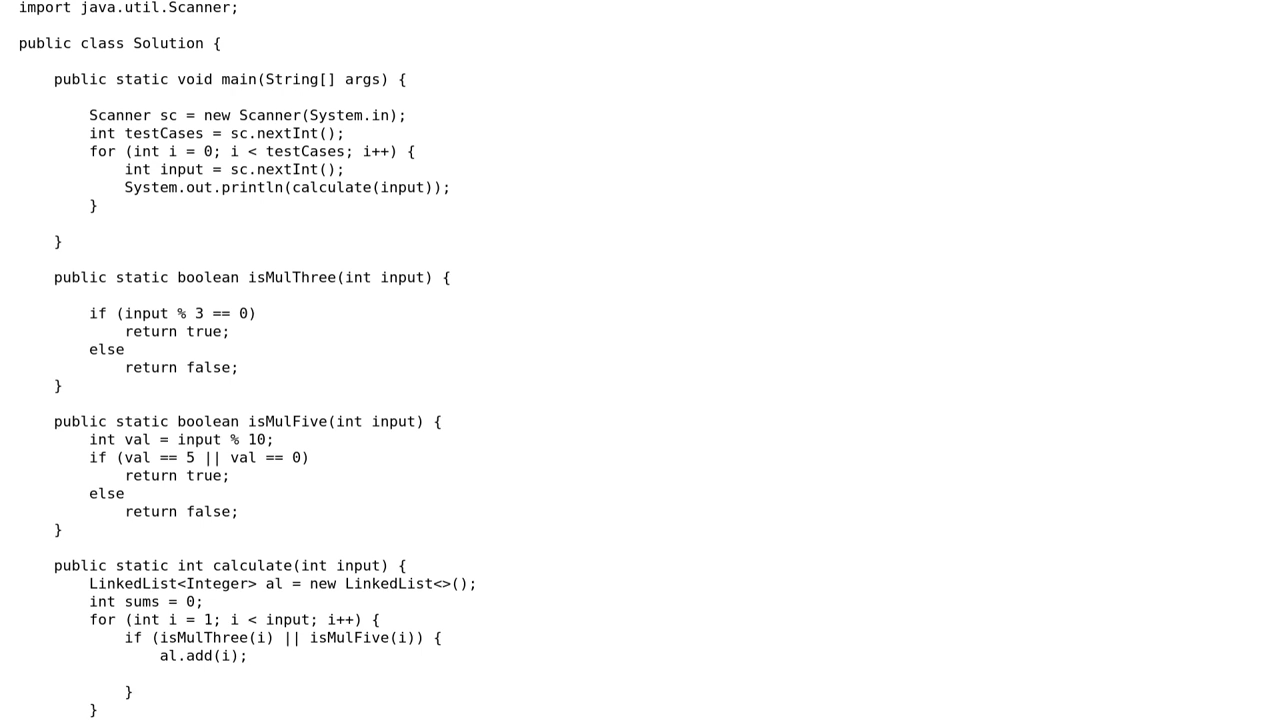 import java.util.Scanner;
public class Solution {
public static void main(String[] args) {
Scanner sc = new Scanner(System.in);
int testCases = sc.nextInt();
for (int i = 0; i < testCases; i++) {
int input = sc.nextInt();
System.out.println(calculate(input));
}
}
public static boolean isMulThree(int input) {
if (input % 3 == 0)
return true;
else
return false;
}
public static boolean isMulFive(int input) {
int val = input % 10;
if (val == 5 || val == 0)
return true;
else
return false;
}
public static int calculate(int input) {
LinkedList<Integer> al = new LinkedList<>();
int sums = 0;
for (int i = 1; i < input; i++) {
if (isMulThree(i) || isMulFive(i)) {
al.add(i);
}
}